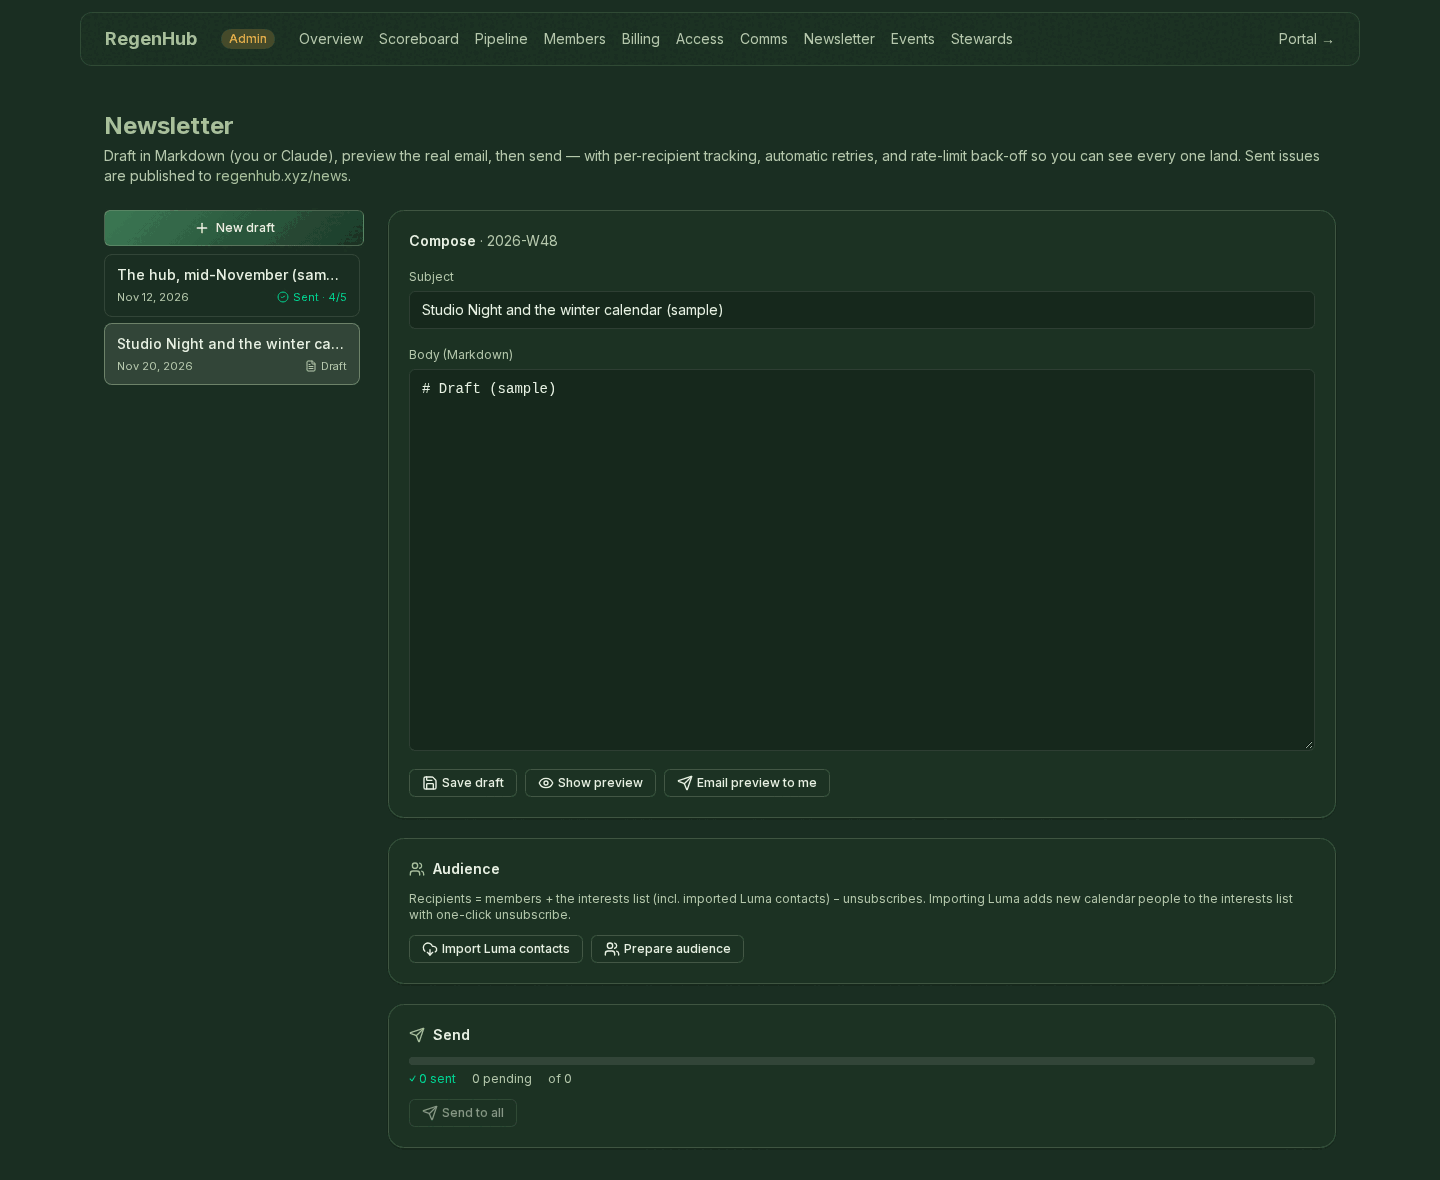 RegenHub Admin Overview Scoreboard Pipeline Members Billing Access Comms Newsletter Events Stewards Portal →
Newsletter
Draft in Markdown (you or Claude), preview the real email, then send — with per-recipient tracking, automatic retries, and rate-limit back-off so you can see every one land. Sent issues
are published to regenhub.xyz/news.
New draft
The hub, mid-November (sam...
Nov 12, 2026 Sent · 4/5
Studio Night and the winter ca...
Nov 20, 2026 Draft
Compose · 2026-W48
Subject
Studio Night and the winter calendar (sample)
Body (Markdown)
# Draft (sample)
Save draft Show preview Email preview to me
Audience
Recipients = members + the interests list (incl. imported Luma contacts) − unsubscribes. Importing Luma adds new calendar people to the interests list
with one-click unsubscribe.
Import Luma contacts Prepare audience
Send
✓ 0 sent 0 pending of 0
Send to all